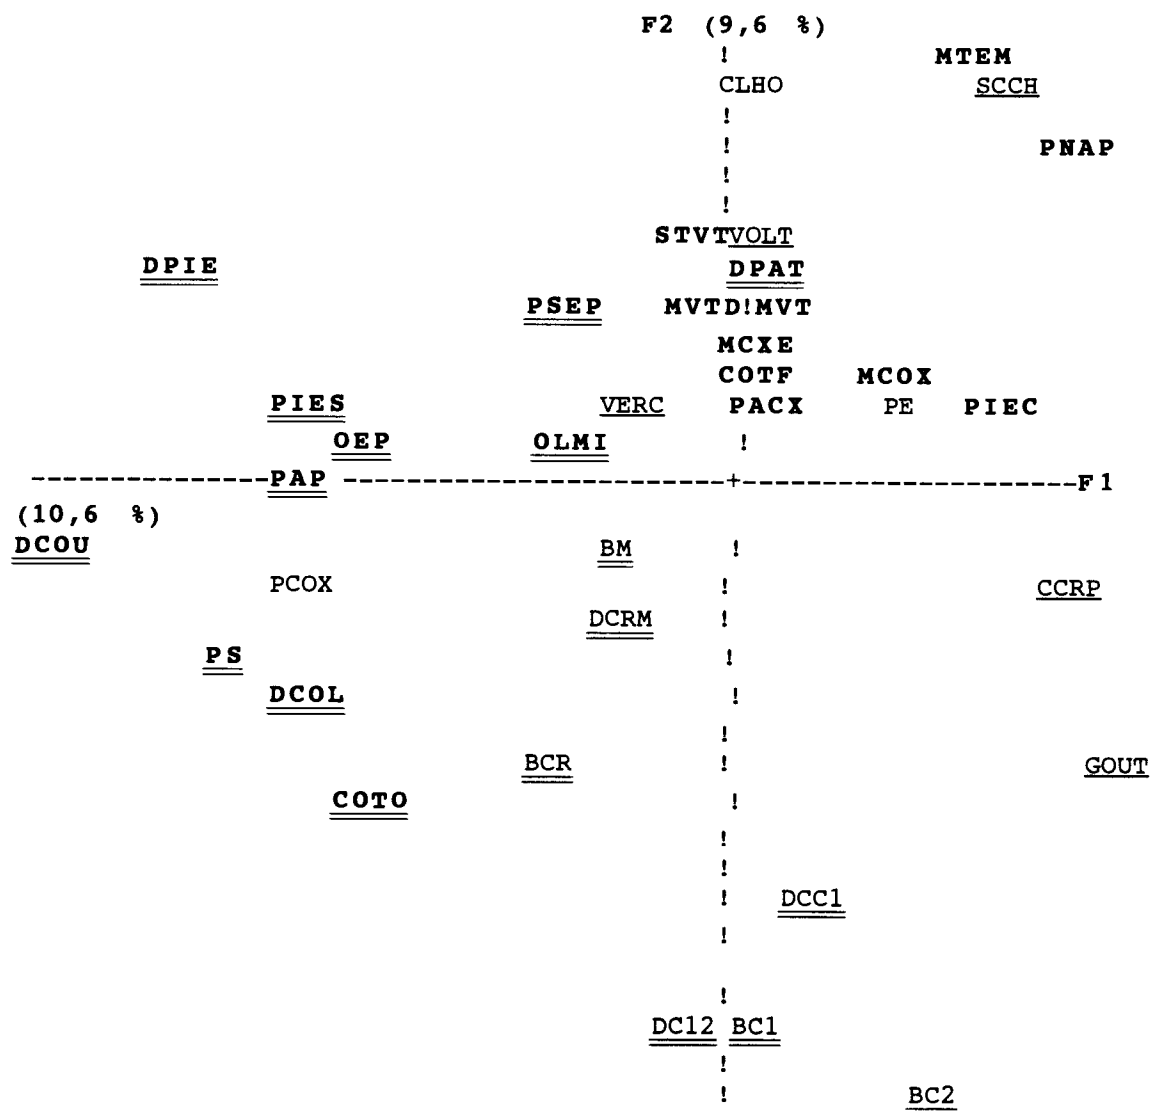 F2 (9,6 %)
! MTEM
CLHO SCCH
!
! PNAP
!
!
STVTVOLT
DPIE DPAT
PSEP MVTD!MVT
MCXE
COTF MCOX
PIES VERC PACX PE PIEC
OEP OLMI !
---------------PAP -------------------------+----------------------F1
(10,6 %)
DCOU BM !
PCOX ! CCRP
DCRM !
PS !
DCOL !
!
BCR ! GOUT
COTO !
!
!
! DCC1
!
!
DC12 BC1
!
! BC2